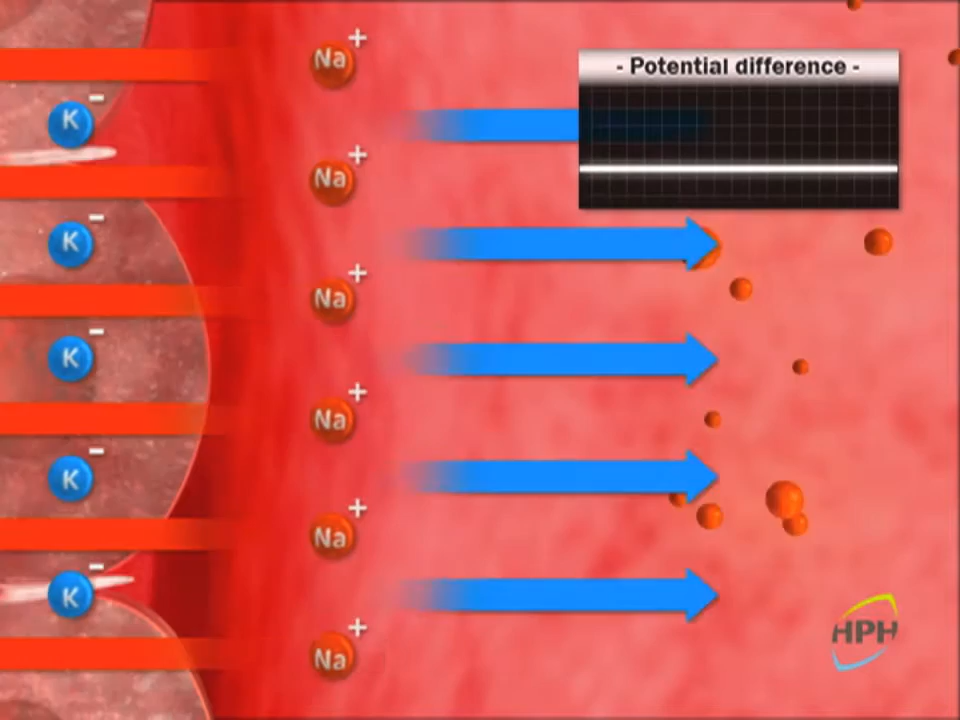 Na+
- Potential difference -
K-
Na+
K-
Na+
K-
Na+
K-
Na+
K-
Na+
HPH